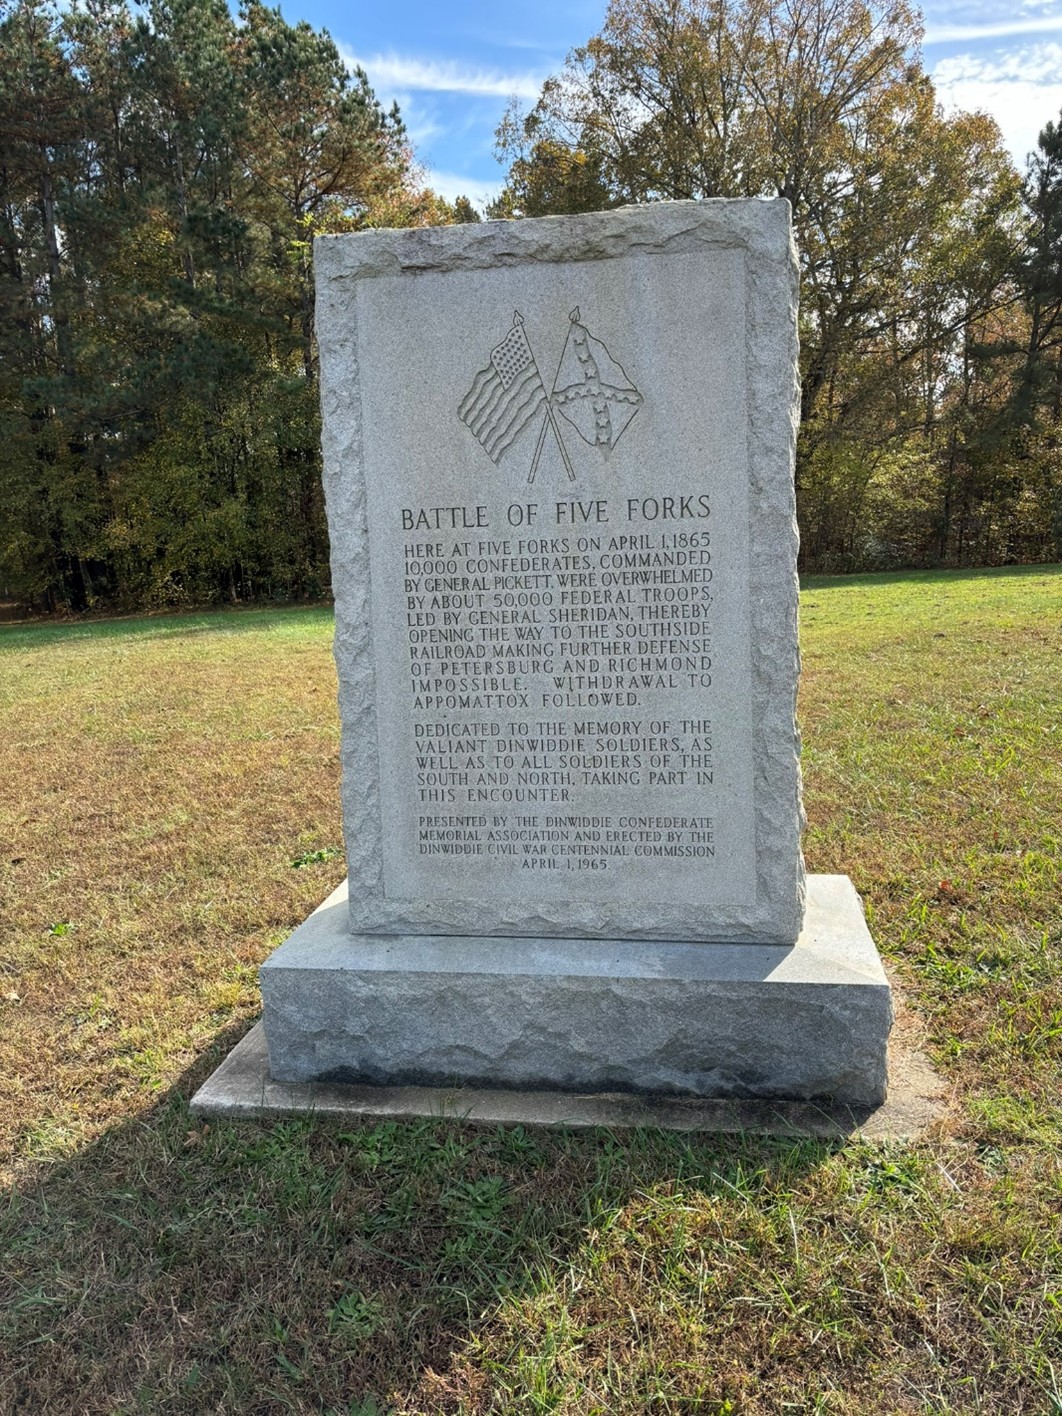 BATTLE OF FIVE FORKS
HERE AT FIVE FORKS ON APRIL 1, 1865
10,000 CONFEDERATES, COMMANDED
BY GENERAL PICKETT, WERE OVERWHELMED
BY ABOUT 50,000 FEDERAL TROOPS,
LED BY GENERAL SHERIDAN, THEREBY
OPENING THE WAY TO THE SOUTHSIDE
RAILROAD MAKING FURTHER DEFENSE
OF PETERSBURG AND RICHMOND
IMPOSSIBLE. WITHDRAWAL TO
APPOMATTOX FOLLOWED.
DEDICATED TO THE MEMORY OF THE
VALIANT DINWIDDIE SOLDIERS, AS
WELL AS TO ALL SOLDIERS OF THE
SOUTH AND NORTH, TAKING PART IN
THIS ENCOUNTER.
PRESENTED BY THE DINWIDDIE CONFEDERATE
MEMORIAL ASSOCIATION AND ERECTED BY THE
DINWIDDIE CIVIL WAR CENTENNIAL COMMISSION
APRIL 1, 1965